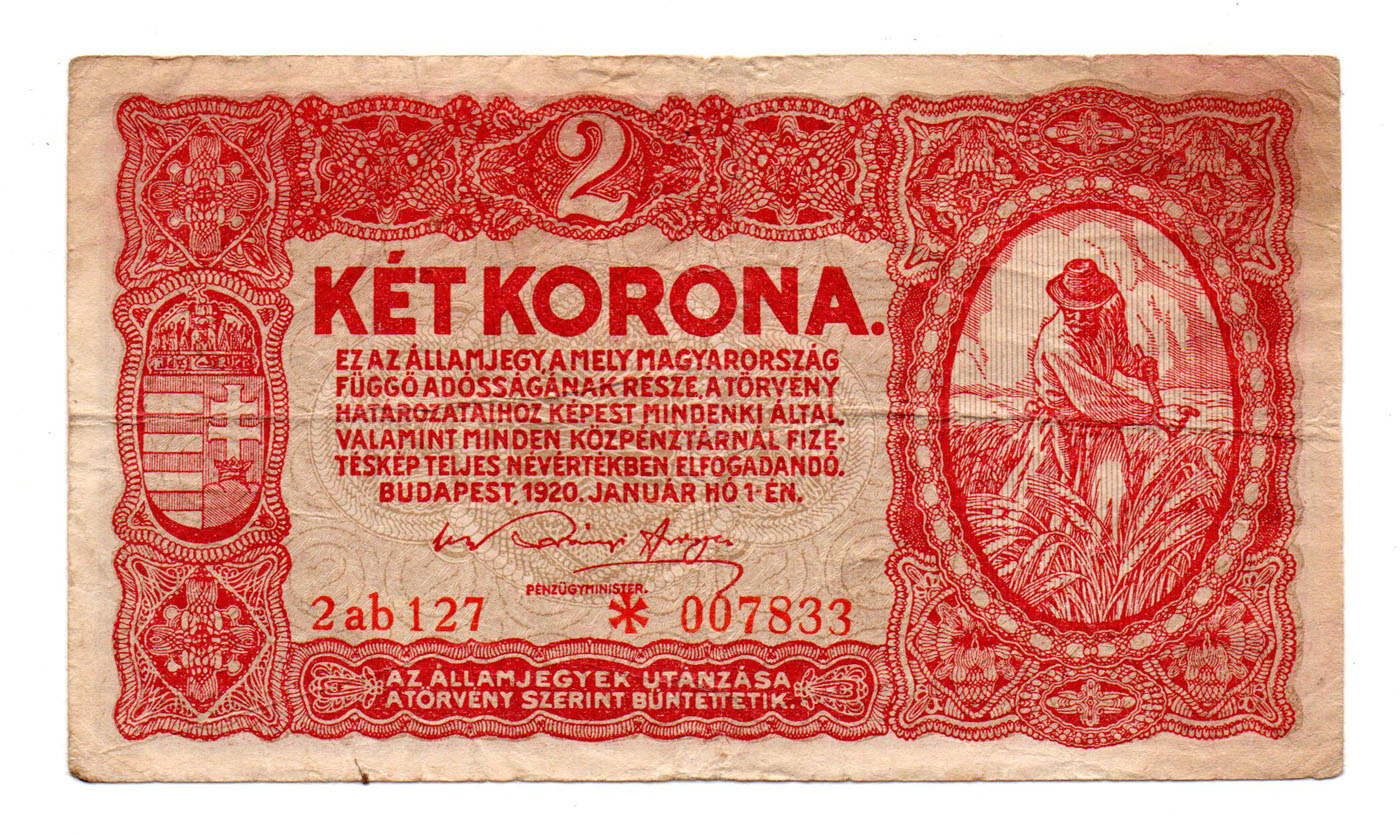 2
KÉT KORONA.
EZ AZ ÁLLAMJEGY, AMELY MAGYARORSZÁG
FÜGGŐ ADÓSSÁGÁNAK RÉSZE, A TÖRVÉNY
HATÁROZATAIHOZ KÉPEST MINDENKI ÁLTAL,
VALAMINT MINDEN KÖZPÉNZTÁRNÁL FIZE-
TÉSKÉP TELJES NÉVÉRTÉKBEN ELFOGADANDÓ.
BUDAPEST, 1920. JANUÁR HÓ 1-ÉN.
PÉNZÜGYMINISTER.
2 ab 127 * 007833
AZ ÁLLAMJEGYEK UTÁNZÁSA
A TÖRVÉNY SZERINT BÜNTETTETIK.